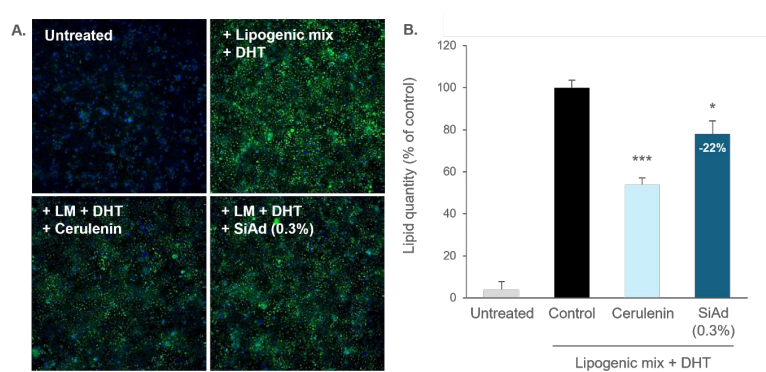 A.
Untreated
+ Lipogenic mix
+ DHT
+ LM + DHT
+ Cerulenin
+ LM + DHT
+ SiAd (0.3%)
B.
Lipid quantity (% of control)
120
100
80
60
40
20
0
***
*
-22%
Untreated
Control
Cerulenin
SiAd
(0.3%)
Lipogenic mix + DHT